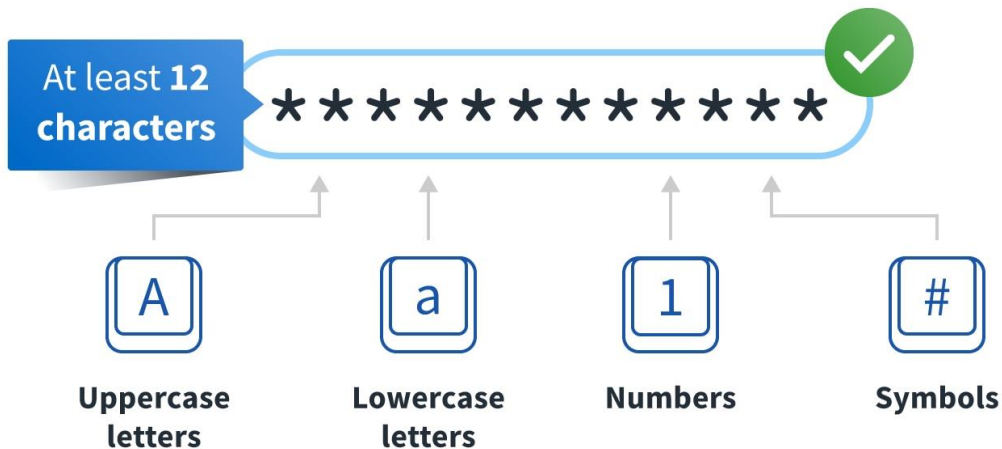 At least 12
characters
************
A
a
1
#
Uppercase
letters
Lowercase
letters
Numbers
Symbols